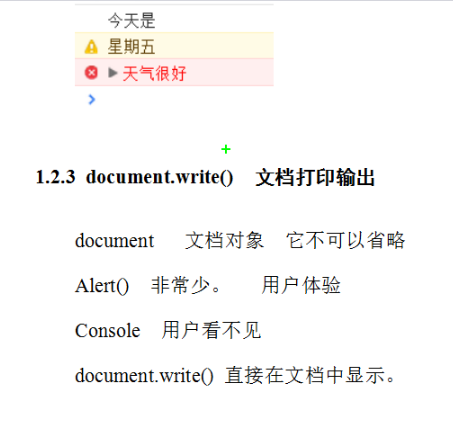 今天是
星期五
天气很好
1.2.3 document.write() 文档打印输出
document 文档对象 它不可以省略
Alert() 非常少。 用户体验
Console 用户看不见
document.write() 直接在文档中显示。